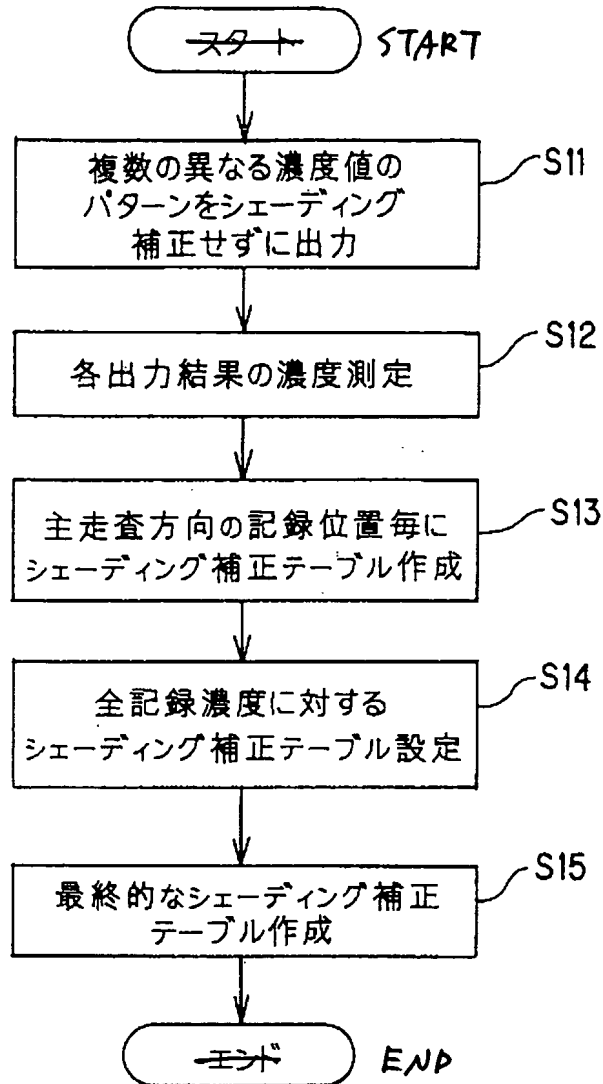 スタート START
複数の異なる濃度値の
パターンをシェーディング
補正せずに出力
S11
各出力結果の濃度測定
S12
主走査方向の記録位置毎に
シェーディング補正テーブル作成
S13
全記録濃度に対する
シェーディング補正テーブル設定
S14
最終的なシェーディング補正
テーブル作成
S15
エンド END